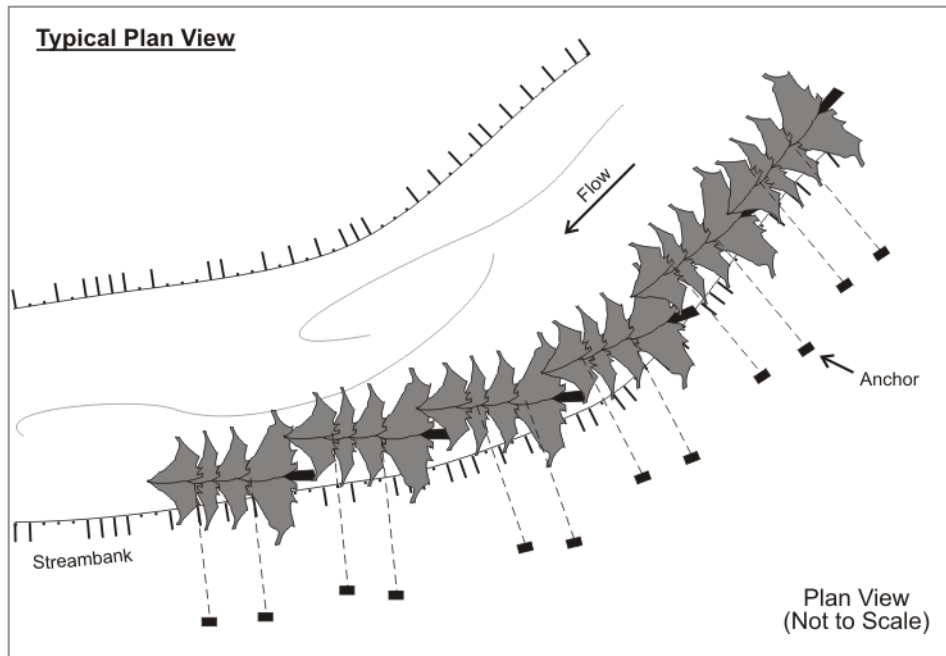 Typical Plan View
Flow
Anchor
Streambank
Plan View
(Not to Scale)